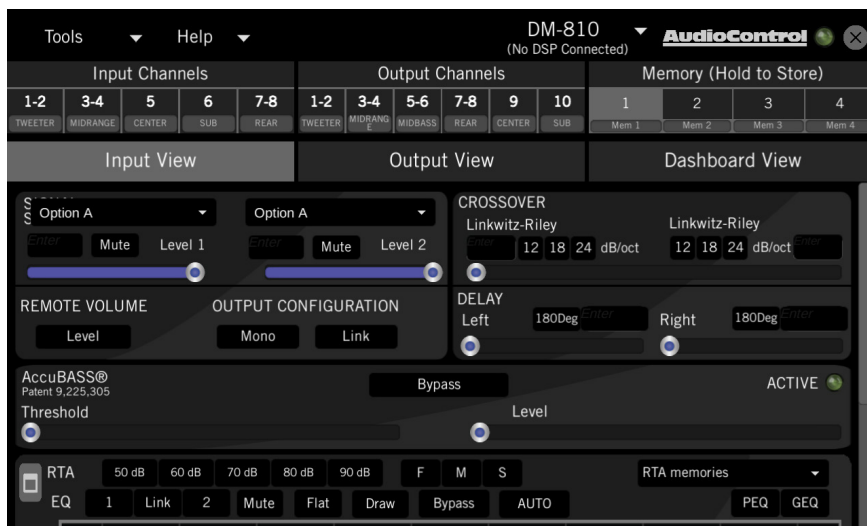 Tools Help DM-810 AudioControl
(No DSP Connected)
Input Channels Output Channels Memory (Hold to Store)
1-2 3-4 5 6 7-8 1-2 3-4 5-6 7-8 9 10 1 2 3 4
TWEETER MIDRANGE CENTER SUB REAR TWEETER MIDRANG
E MIDBASS REAR CENTER SUB Mem 1 Mem 2 Mem 3 Mem 4
Input View Output View Dashboard View
Option A Option A
Enter Mute Level 1 Enter Mute Level 2
CROSSOVER
Linkwitz-Riley Linkwitz-Riley
Enter 12 18 24 dB/oct 12 18 24 dB/oct Enter
REMOTE VOLUME OUTPUT CONFIGURATION
Level Mono Link
DELAY
Left 180Deg Enter Right 180Deg Enter
AccuBASS® Bypass ACTIVE
Patent 9,225,305
Threshold Level
RTA 50 dB 60 dB 70 dB 80 dB 90 dB F M S RTA memories
EQ 1 Link 2 Mute Flat Draw Bypass AUTO PEQ GEQ